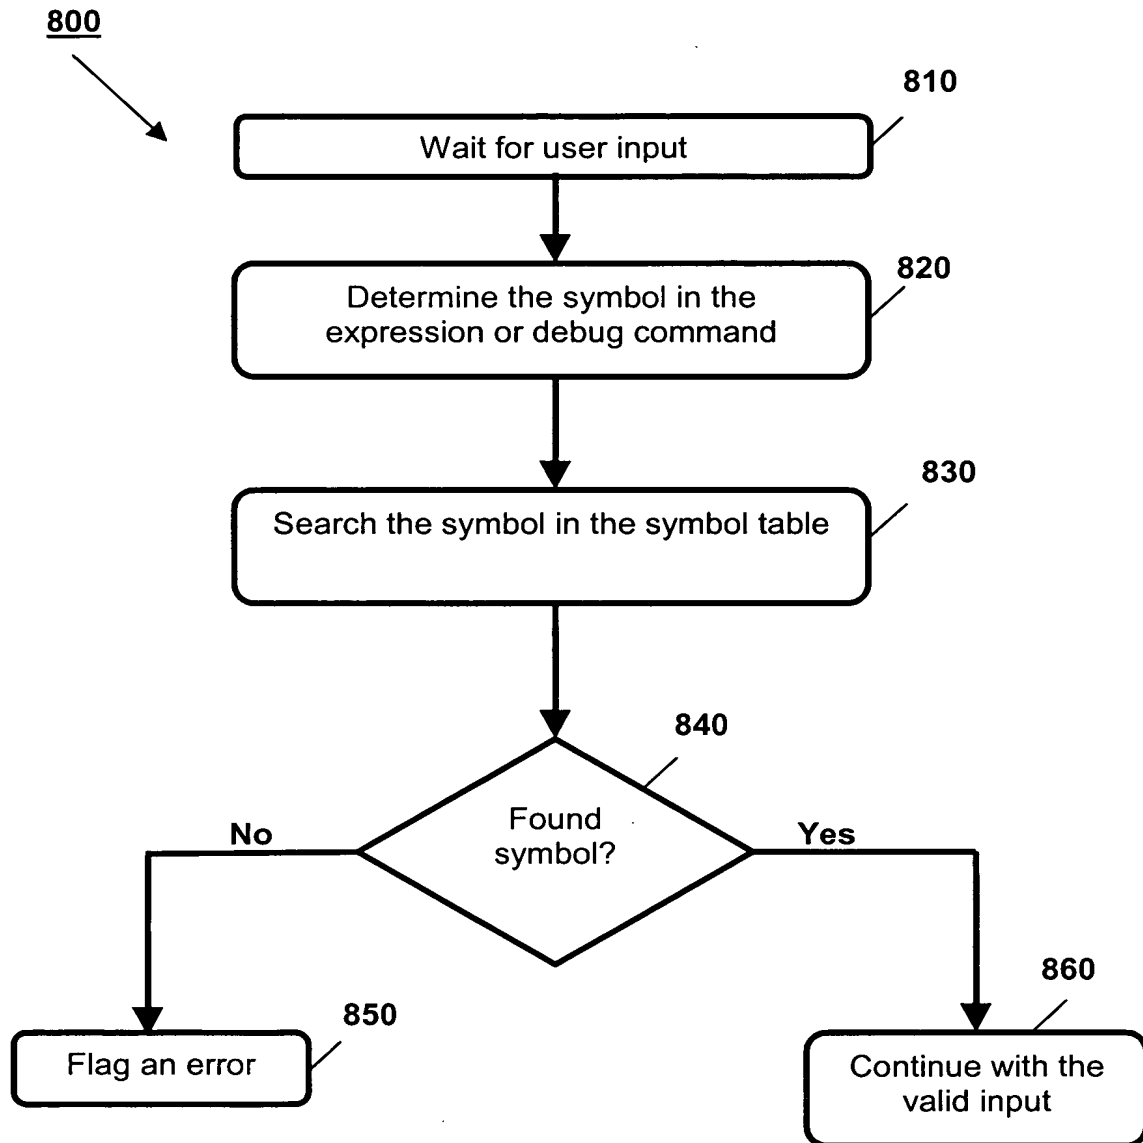 800
810
Wait for user input
820
Determine the symbol in the
expression or debug command
830
Search the symbol in the symbol table
840
Found
symbol?
No
Yes
850
Flag an error
860
Continue with the
valid input